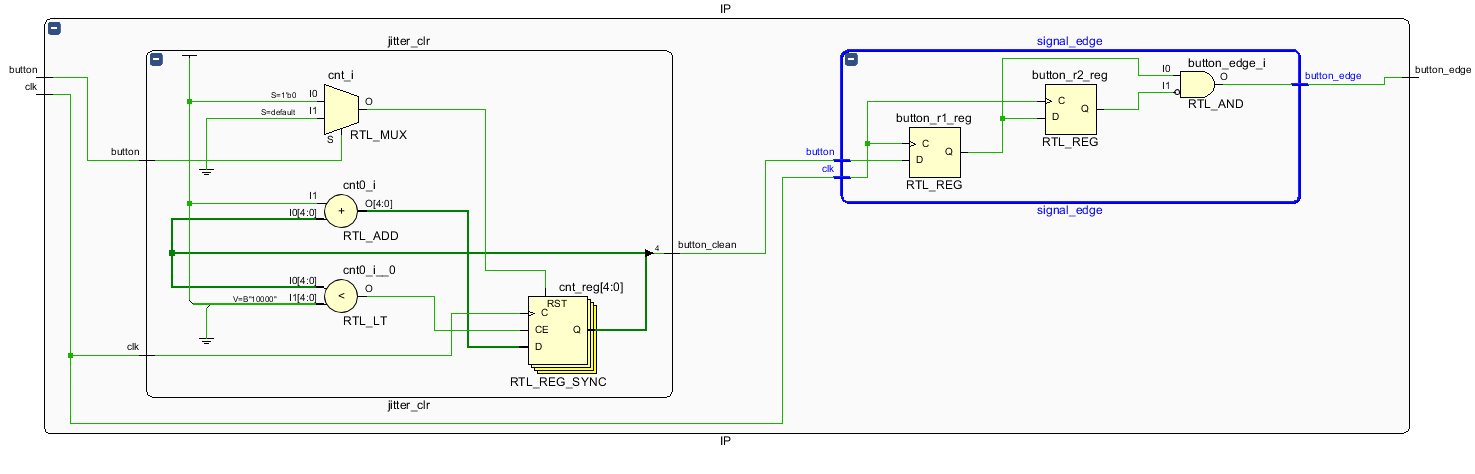 IP
jitter_clr
signal_edge
cnt_i
button_edge_i
button
clk
S=1'b0
I0
O
S=default
I1
S
RTL_MUX
button_r2_reg
I0
O
I1
C
Q
D
RTL_AND
button_edge
button_edge
button_r1_reg
C
Q
D
RTL_REG
RTL_REG
button
button
clk
cnt0_i
I1
I0[4:0]
+
O[4:0]
RTL_ADD
signal_edge
4
button_clean
cnt0_i__0
I0[4:0]
V=B"10000"
I1[4:0]
<
O
RTL_LT
cnt_reg[4:0]
RST
C
CE
Q
D
clk
RTL_REG_SYNC
jitter_clr
IP